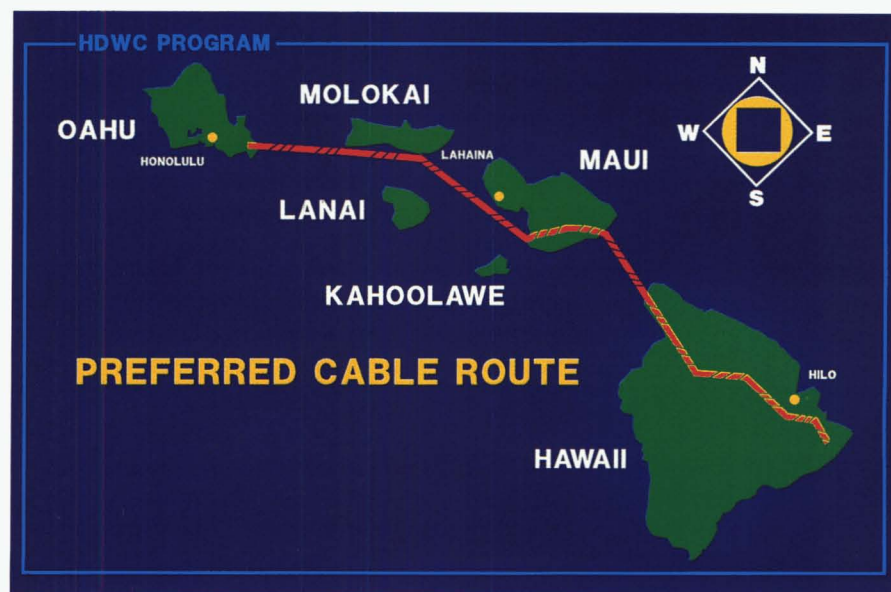 HDWC PROGRAM
N
MOLOKAI
OAHU
W
E
HONOLULU
LAHAINA
MAUI
S
LANAI
KAHOOLAWE
PREFERRED CABLE ROUTE
HILO
HAWAII